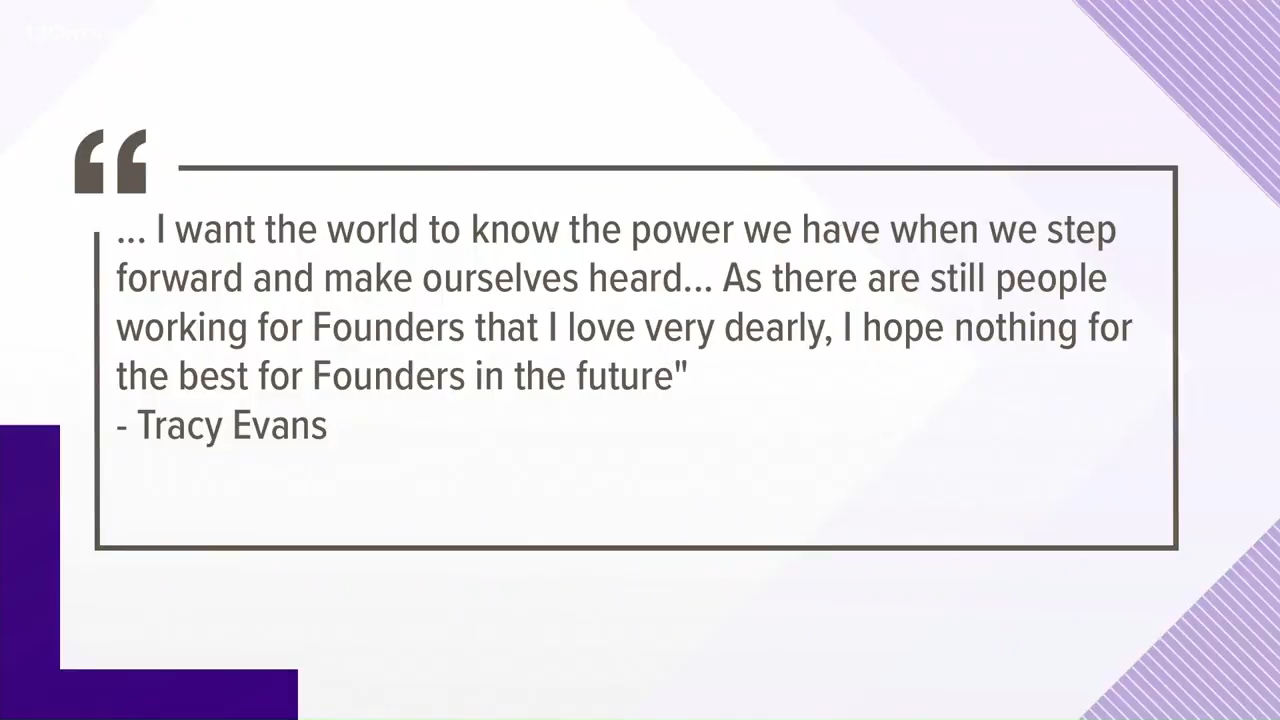 “
... I want the world to know the power we have when we step
forward and make ourselves heard... As there are still people
working for Founders that I love very dearly, I hope nothing for
the best for Founders in the future"
- Tracy Evans